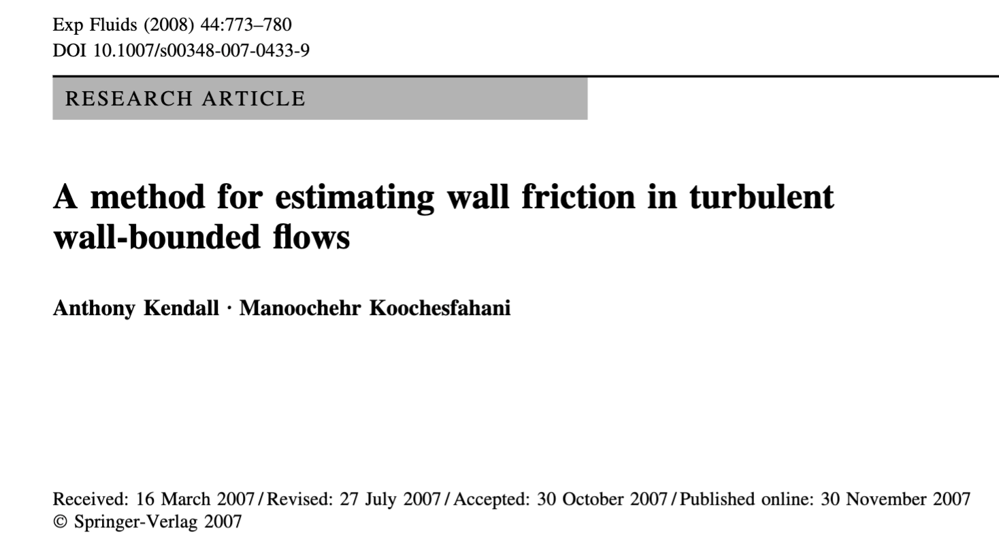 Exp Fluids (2008) 44:773–780
DOI 10.1007/s00348-007-0433-9
RESEARCH ARTICLE
A method for estimating wall friction in turbulent
wall-bounded flows
Anthony Kendall · Manoochehr Koochesfahani
Received: 16 March 2007 / Revised: 27 July 2007 / Accepted: 30 October 2007 / Published online: 30 November 2007
© Springer-Verlag 2007